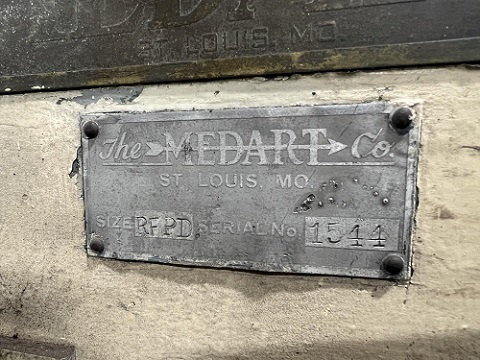 ST. LOUIS, MO.
The MEDART Co.
ST. LOUIS, MO.
SIZE RFPD SERIAL No. 1544